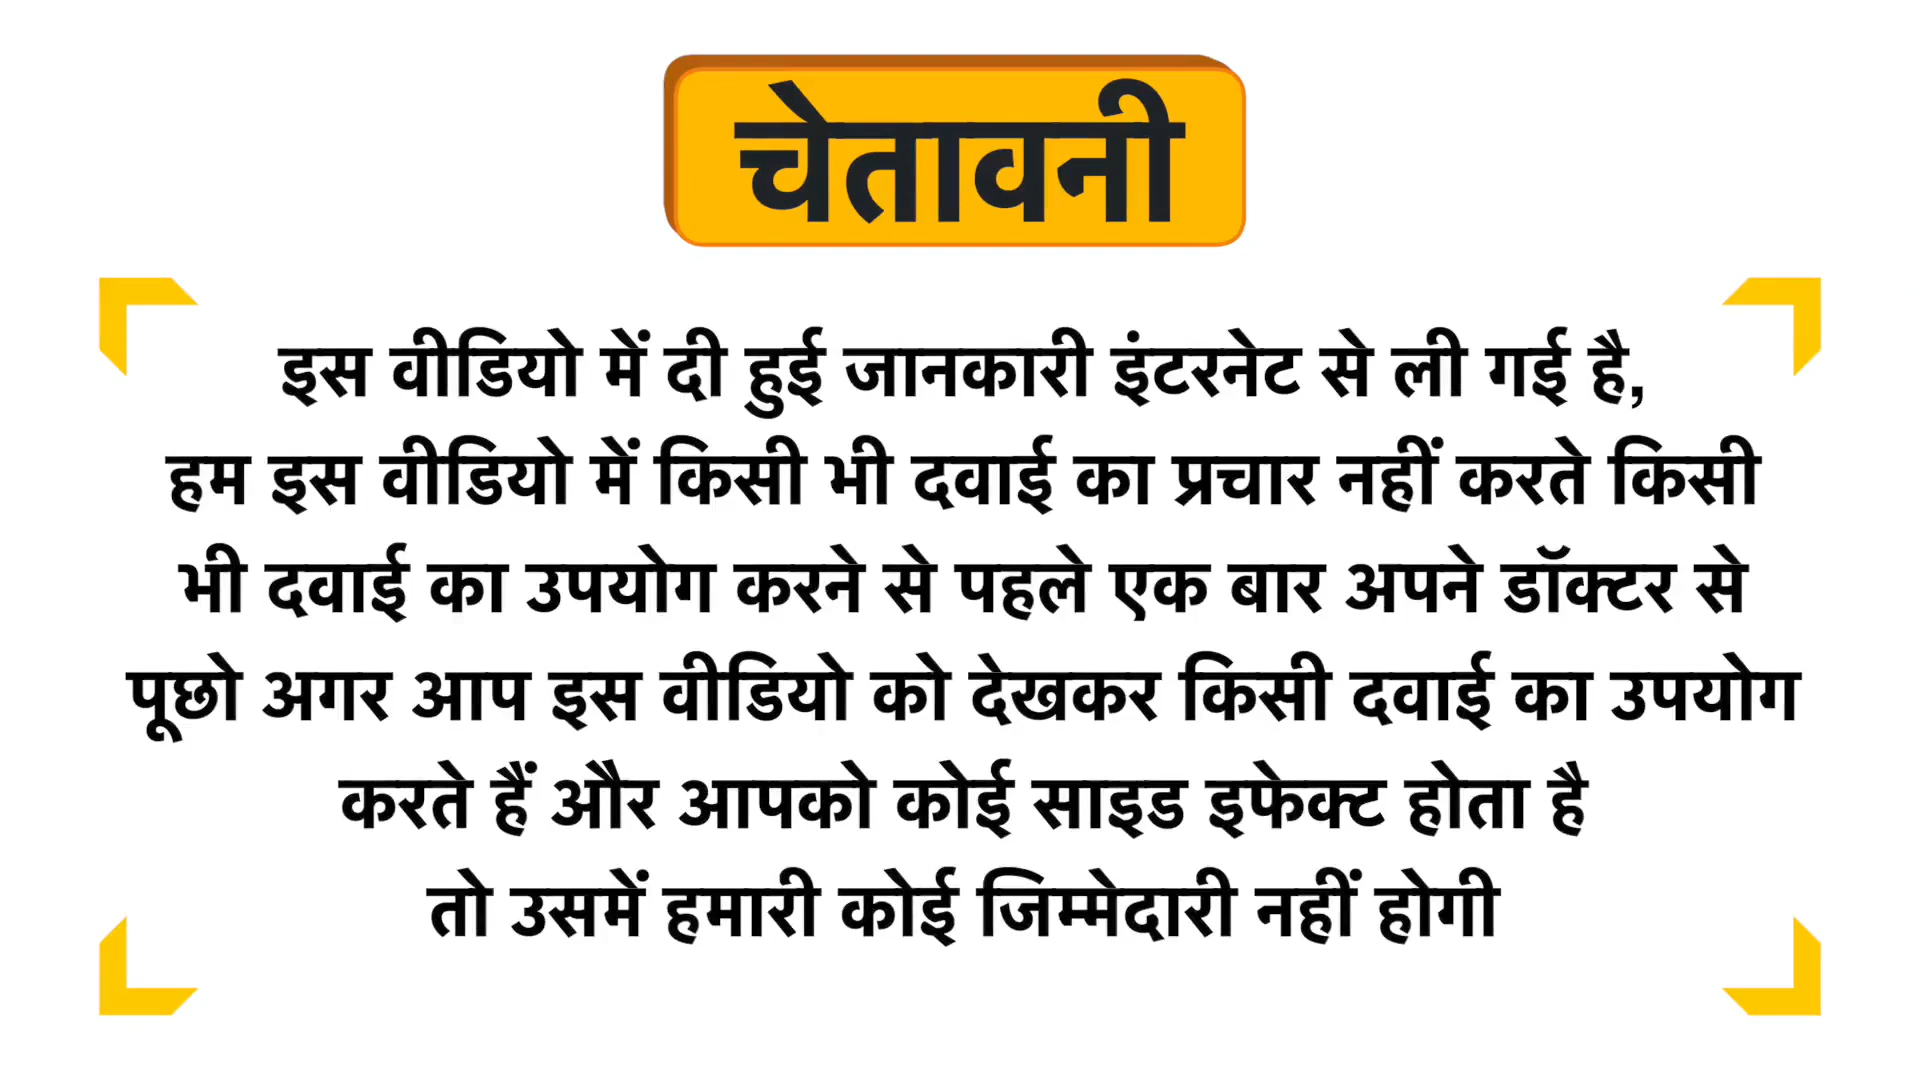 चेतावनी
इस वीडियो में दी हुई जानकारी इंटरनेट से ली गई है,
हम इस वीडियो में किसी भी दवाई का प्रचार नहीं करते किसी
भी दवाई का उपयोग करने से पहले एक बार अपने डॉक्टर से
पूछो अगर आप इस वीडियो को देखकर किसी दवाई का उपयोग
करते हैं और आपको कोई साइड इफेक्ट होता है
तो उसमें हमारी कोई जिम्मेदारी नहीं होगी